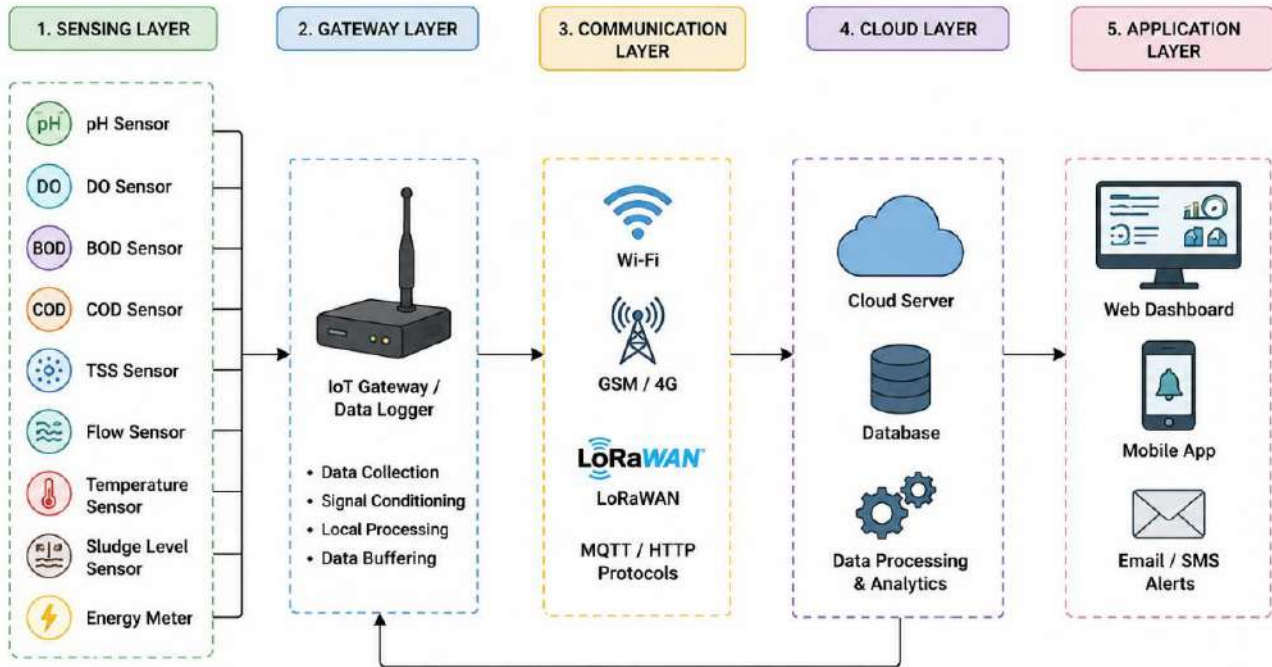 1. SENSING LAYER
2. GATEWAY LAYER
3. COMMUNICATION
LAYER
4. CLOUD LAYER
5. APPLICATION
LAYER
pH
pH Sensor
DO
DO Sensor
BOD
BOD Sensor
COD
COD Sensor
TSS Sensor
Flow Sensor
Temperature
Sensor
Sludge Level
Sensor
Energy Meter
IoT Gateway /
Data Logger
• Data Collection
• Signal Conditioning
• Local Processing
• Data Buffering
Wi-Fi
GSM / 4G
LoRaWAN
LoRaWAN
MQTT / HTTP
Protocols
Cloud Server
Database
Data Processing
& Analytics
Web Dashboard
Mobile App
Email / SMS
Alerts